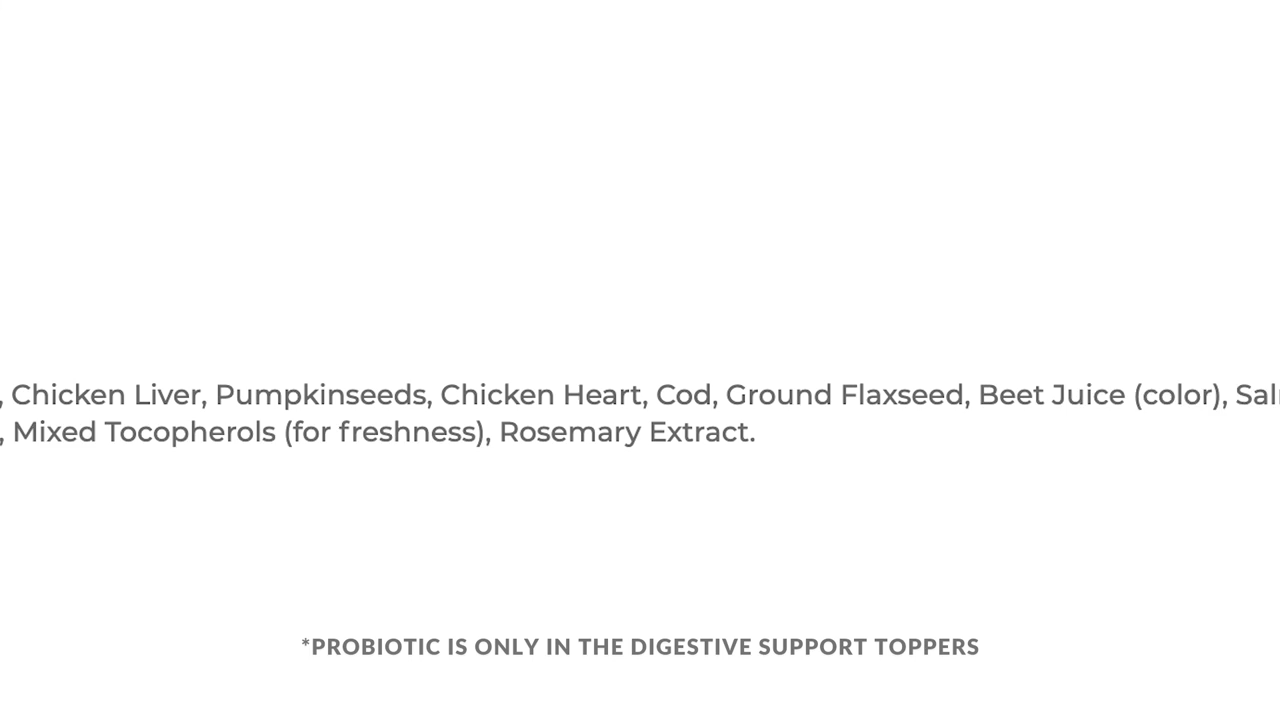 , Chicken Liver, Pumpkinseeds, Chicken Heart, Cod, Ground Flaxseed, Beet Juice (color),
, Mixed Tocopherols (for freshness), Rosemary Extract.
*PROBIOTIC IS ONLY IN THE DIGESTIVE SUPPORT TOPPERS